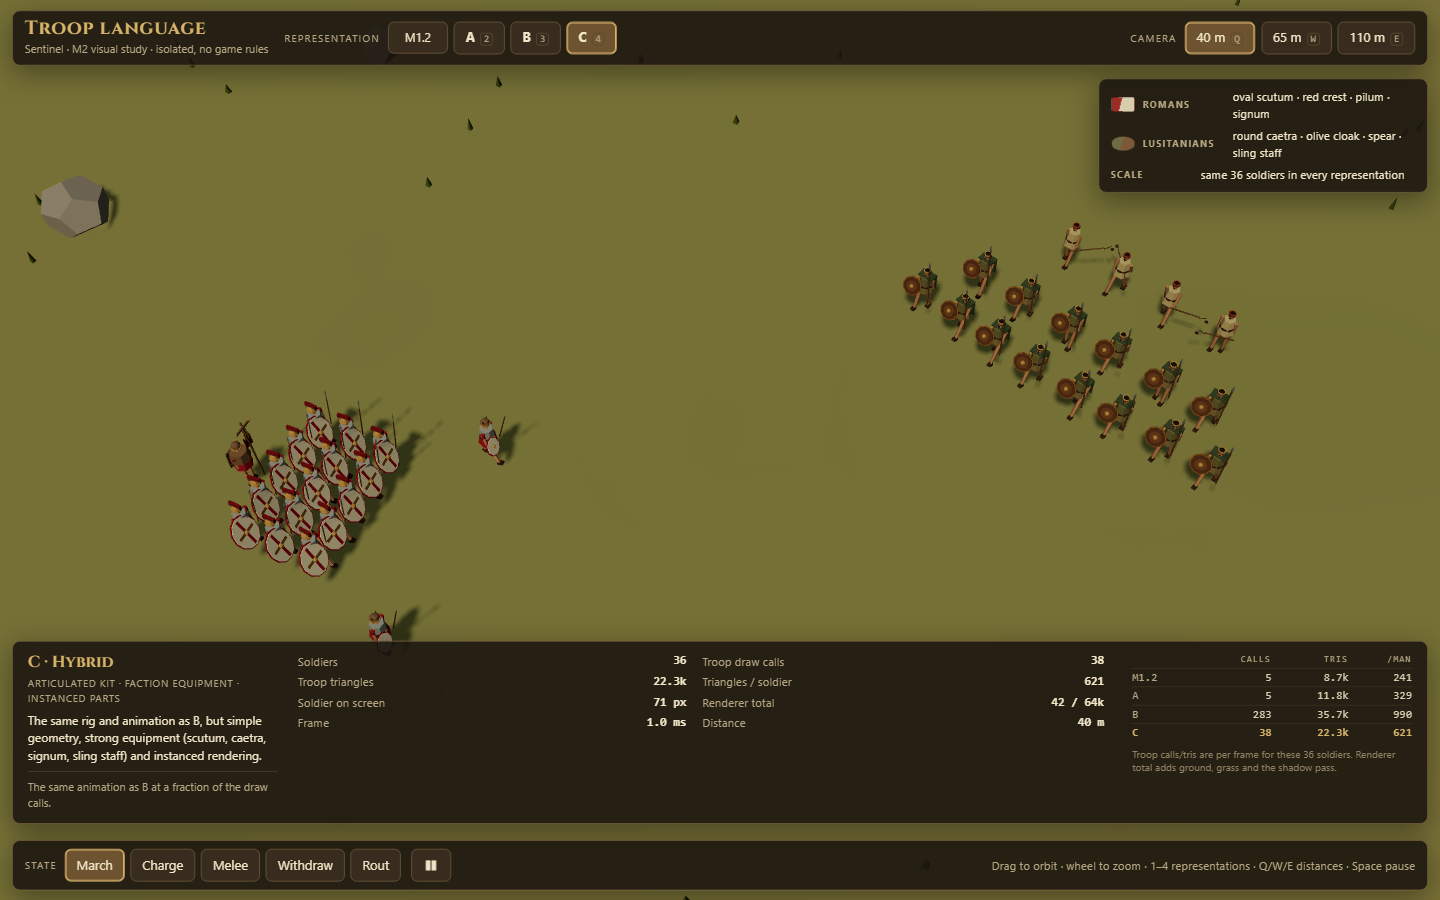 TROOP LANGUAGE
Sentinel · M2 visual study · isolated, no game rules
REPRESENTATION
M1.2
A 2
B 3
C 4
CAMERA
40 m Q
65 m W
110 m E
ROMANS
oval scutum · red crest · pilum ·
signum
LUSITANIANS
round caetra · olive cloak · spear ·
sling staff
SCALE
same 36 soldiers in every representation
C · HYBRID
ARTICULATED KIT · FACTION EQUIPMENT ·
INSTANCED PARTS
The same rig and animation as B, but simple
geometry, strong equipment (scutum, caetra,
signum, sling staff) and instanced rendering.
The same animation as B at a fraction of the draw
calls.
Soldiers 36
Troop triangles 22.3k
Soldier on screen 71 px
Frame 1.0 ms
Troop draw calls 38
Triangles / soldier 621
Renderer total 42 / 64k
Distance 40 m
CALLS TRIS /MAN
M1.2 5 8.7k 241
A 5 11.8k 329
B 283 35.7k 990
C 38 22.3k 621
Troop calls/tris are per frame for these 36 soldiers. Renderer
total adds ground, grass and the shadow pass.
STATE
March
Charge
Melee
Withdraw
Rout
Drag to orbit · wheel to zoom · 1–4 representations · Q/W/E distances · Space pause